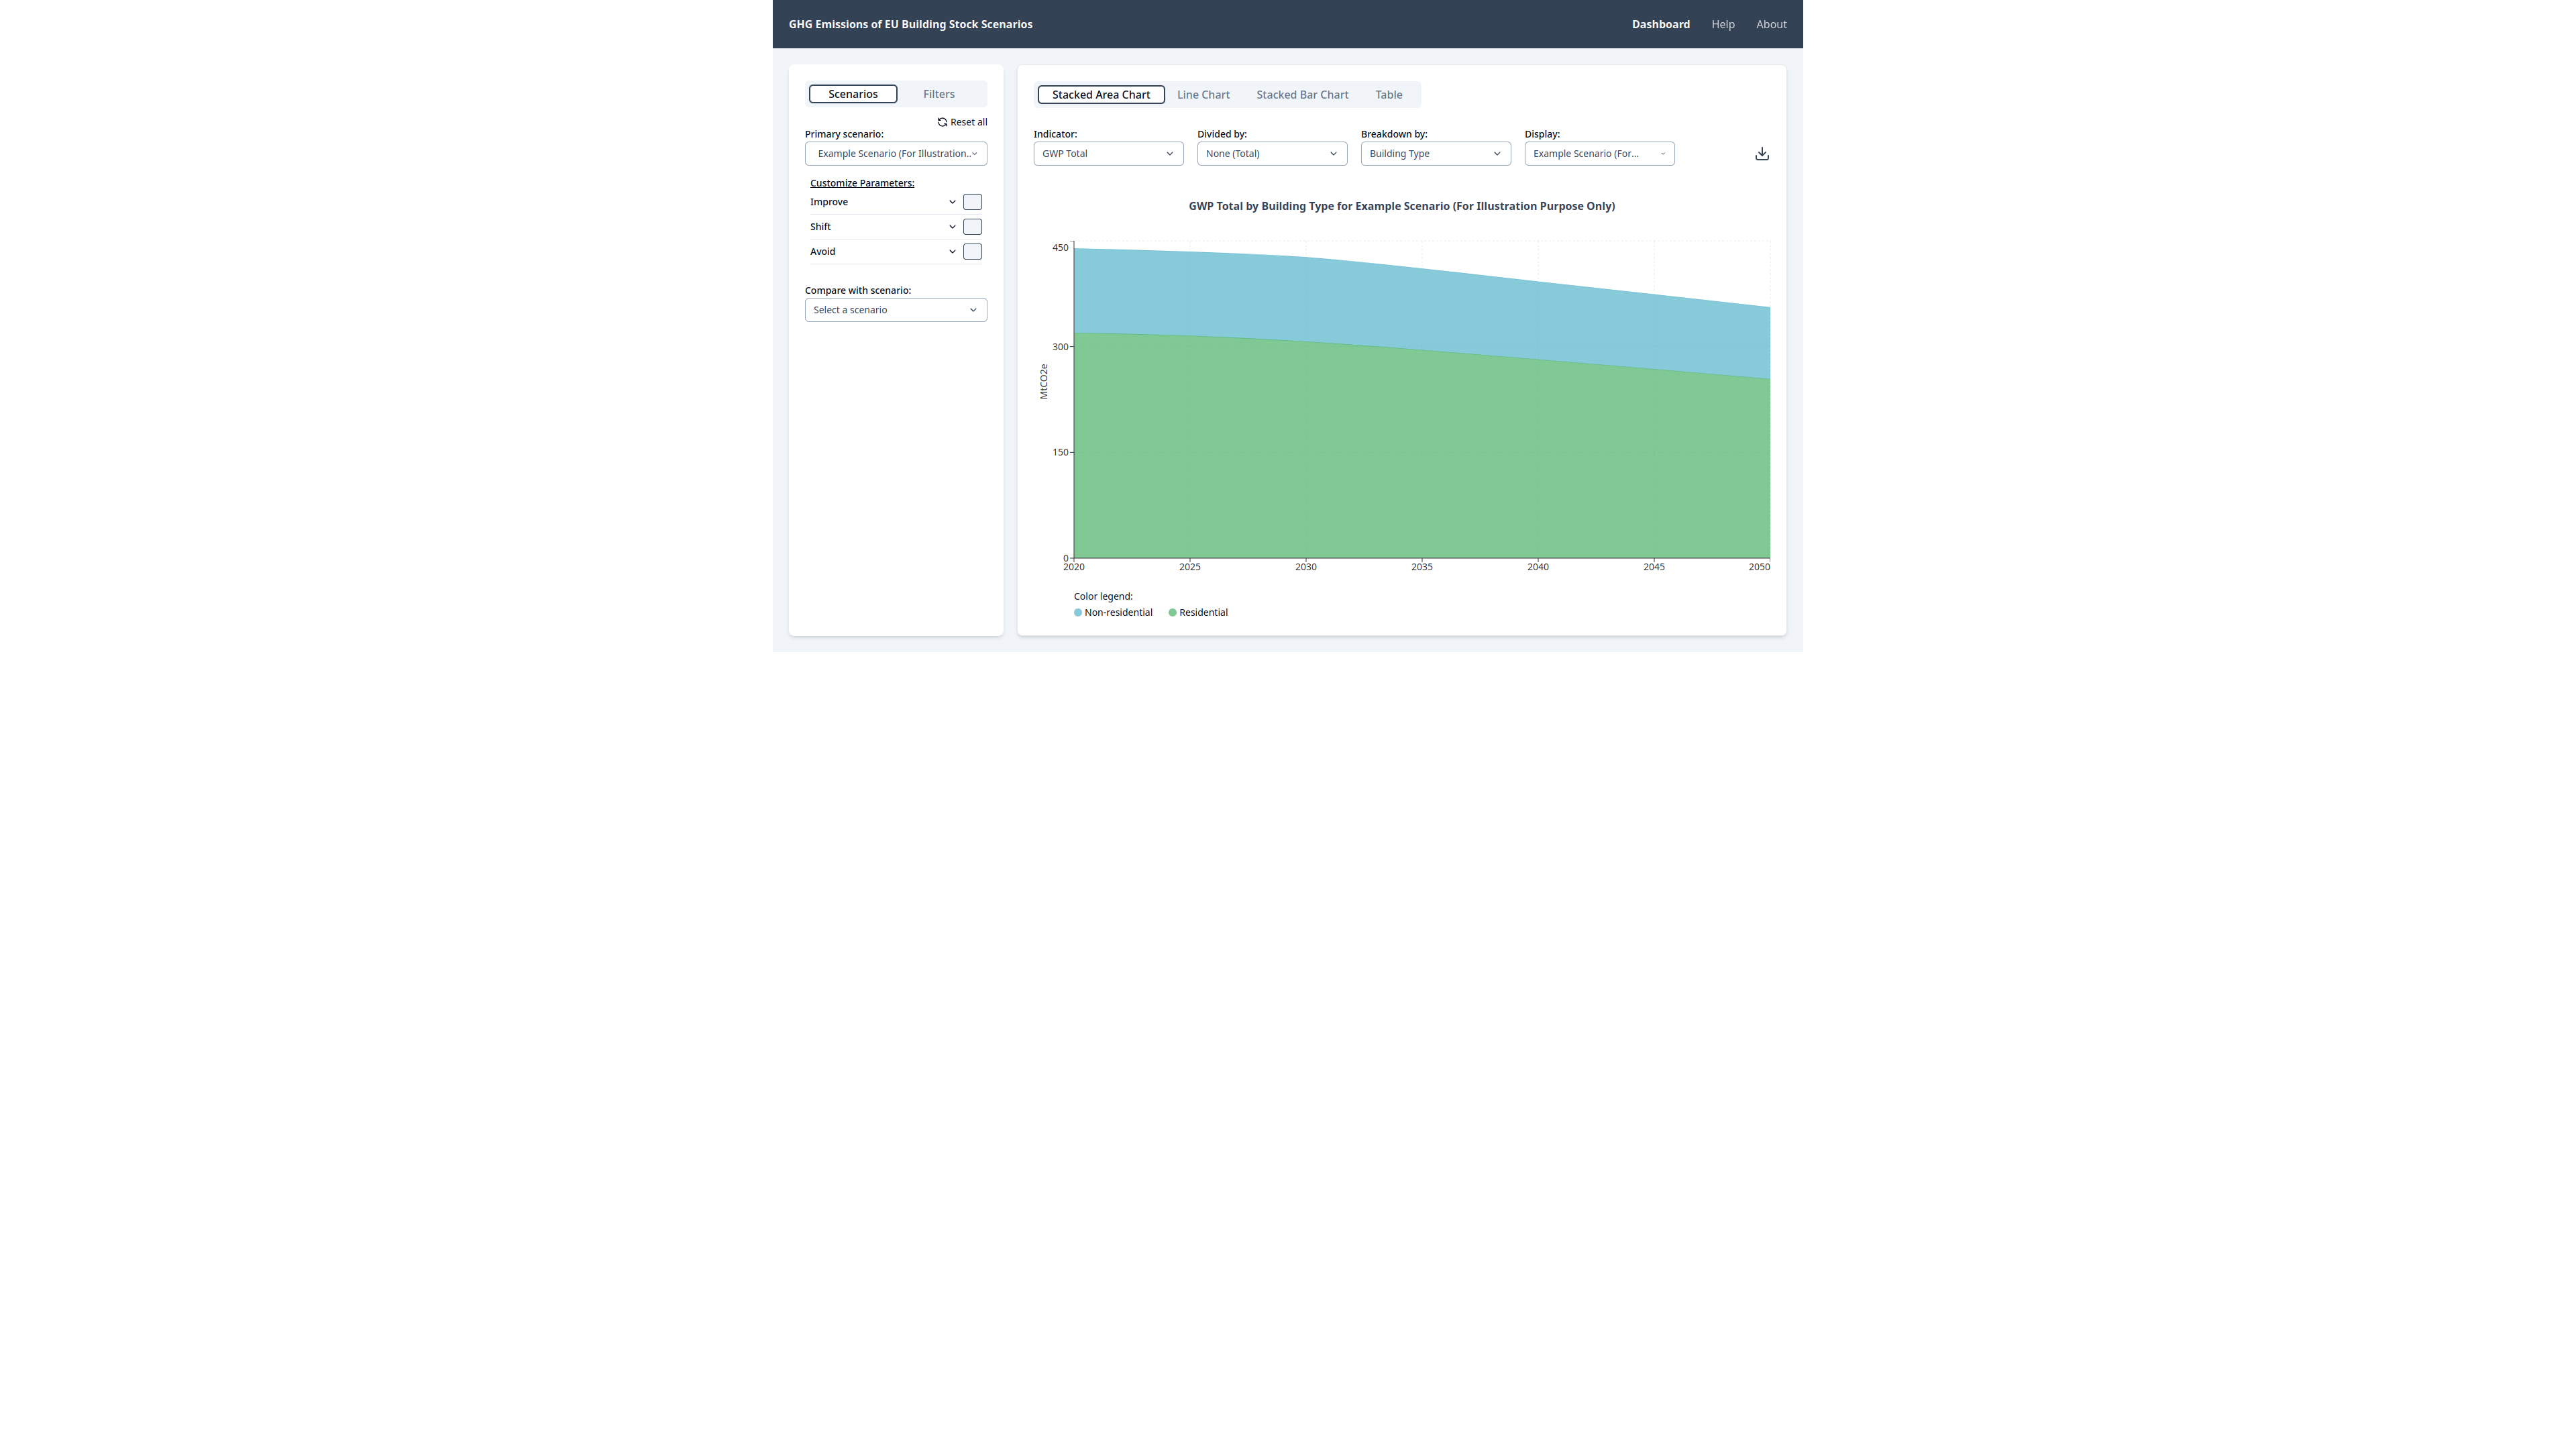 GHG Emissions of EU Building Stock Scenarios
Dashboard Help About
Scenarios Filters
Reset all
Primary scenario:
Example Scenario (For Illustration..
Customize Parameters:
Improve
Shift
Avoid
Compare with scenario:
Select a scenario
Stacked Area Chart Line Chart Stacked Bar Chart Table
Indicator: Divided by: Breakdown by: Display:
GWP Total None (Total) Building Type Example Scenario (For...
GWP Total by Building Type for Example Scenario (For Illustration Purpose Only)
450
300
150
0
MtCO2e
2020 2025 2030 2035 2040 2045 2050
Color legend:
Non-residential Residential